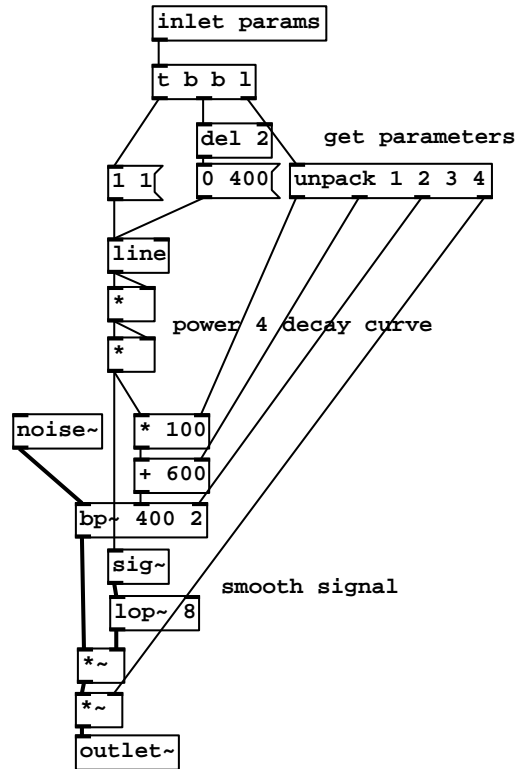 inlet params
t b b l
del 2
get parameters
1 1
0 400
unpack 1 2 3 4
line
*
power 4 decay curve
*
noise~
* 100
+ 600
bp~ 400 2
sig~
smooth signal
lop~ 8
*~
*~
outlet~